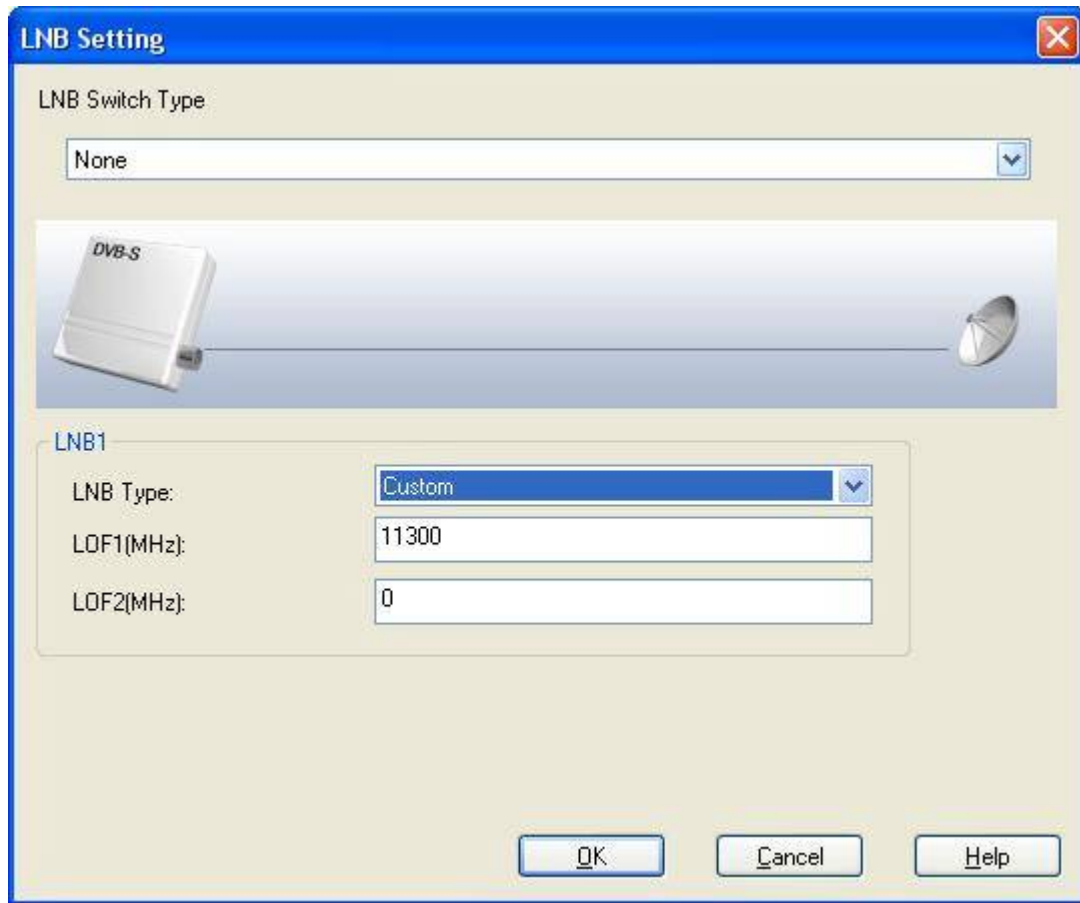 LNB Setting
LNB Switch Type
None
DVB-S
LNB1
LNB Type: Custom
LOF1(MHz): 11300
LOF2(MHz): 0
OK Cancel Help